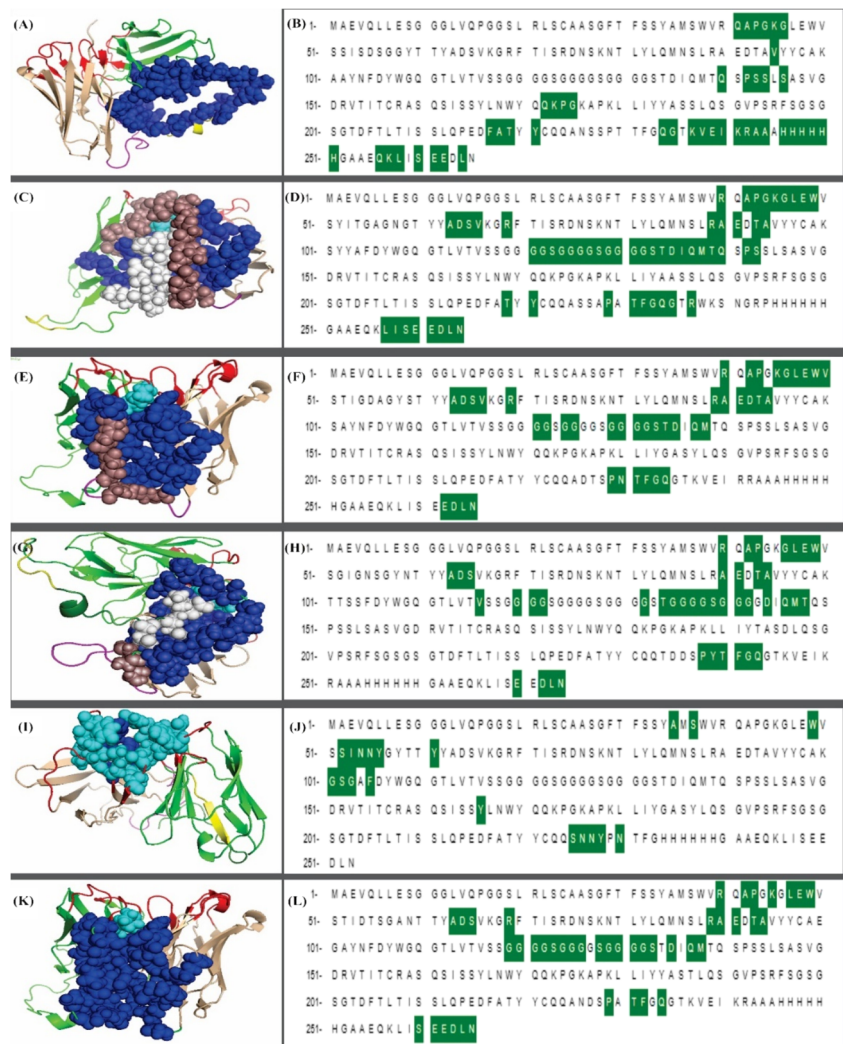 (A)
(B)
1- MAEVQLLESG GGLVQPGGSL RLSCAASGFT FSSYAMSWVR QAPGKGLEWV
51- SSISDSGGYT TYADSVKGRF TISRDNSKNT LYLQMNSLRA EDTAVYYCAK
101- AAYNFDYWGQ GTLVTVSSGG GGSGGGGSGG GGSTDIQMTQ SPSSLSASVG
151- DRVTITCRAS QSISSYLNWY QQKPGKAPKL LIYYASSLQS GVPSRFSGSG
201- SGTDFTLTIS SLQPEDFATY YCQQANSSPT TFGQGTKVEI KRAAAHHHHH
251- HGAAEQKLIS EEDLN
(C)
(D)
1- MAEVQLLESG GGLVQPGGSL RLSCAASGFT FSSYAMSWVR QAPGKGLEWV
51- SYITGAGNGT YYADSVKGRF TISRDNSKNT LYLQMNSLRA EDTAVYYCAK
101- SYYAFDYWGQ GTLVTVSSGG GGSGGGGSGG GGSTDIQMTQ SPSSLSASVG
151- DRVTITCRAS QSISSYLNWY QQKPGKAPKL LIYAASSLQS GVPSRFSGSG
201- SGTDFTLTIS SLQPEDFATY YCQQASSAPA TFGQGTRWKS NGRPHHHHHH
251- GAAEQKLISE EDLN
(E)
(F)
1- MAEVQLLESG GGLVQPGGSL RLSCAASGFT FSSYAMSWVR QAPGKGLEWV
51- STIGDAGYST YYADSVKGRF TISRDNSKNT LYLQMNSLRA EDTAVYYCAK
101- SAYNFDYWGQ GTLVTVSSGG GGSGGGGSGG GGSTDIQMTQ SPSSLSASVG
151- DRVTITCRAS QSISSYLNWY QQKPGKAPKL LIYGASYLQS GVPSRFSGSG
201- SGTDFTLTIS SLQPEDFATY YCQQADTSPN TFGQGTKVEI RRAAAHHHHH
251- HGAAEQKLIS EEDLN
(G)
(H)
1- MAEVQLLESG GGLVQPGGSL RLSCAASGFT FSSYAMSWVR QAPGKGLEWV
51- SGIGNSGYNT YYADSVKGRF TISRDNSKNT LYLQMNSLRA EDTAVYYCAK
101- TTSSFDYWGQ GTLVTVSSGG GGSGGGGSGG GSTGGGGSGG GGDIQMTQS
151- PSSLSASVGD RVTITCRASQ SISSYLNWYQ QKPGKAPKLL IYTASDLQSG
201- VPSRFSGSGS GTDFTLTISS LQPEDFATYY CQQTDDSPYT FGQGTKVEIK
251- RAAAHHHHHH GAAEQKLISE EDLN
(I)
(J)
1- MAEVQLLESG GGLVQPGGSL RLSCAASGFT FSSYAMSWVR QAPGKGLEWV
51- SSINNYGYTT YYADSVKGRF TISRDNSKNT LYLQMNSLRA EDTAVYYCAK
101- GSGAFDYWGQ GTLVTVSSGG GGSGGGGSGG GGSTDIQMTQ SPSSLSASVG
151- DRVTITCRAS QSISSYLNWY QQKPGKAPKL LIYGASYLQS GVPSRFSGSG
201- SGTDFTLTIS SLQPEDFATY YCQQSNNYPN TFGHHHHHHG AAEQKLISEE
251- DLN
(K)
(L)
1- MAEVQLLESG GGLVQPGGSL RLSCAASGFT FSSYAMSWVR QAPGKGLEWV
51- STIDTSGANT TYADSVKGRF TISRDNSKNT LYLQMNSLRA EDTAVYYCAE
101- GAYNFDYWGQ GTLVTVSSGG GGSGGGGSGG GGSTDIQMTQ SPSSLSASVG
151- DRVTITCRAS QSISSYLNWY QQKPGKAPKL LIYYASTLQS GVPSRFSGSG
201- SGTDFTLTIS SLQPEDFATY YCQQANDSPA TFGQGTKVEI KRAAAHHHHH
251- HGAAEQKLIS EEDLN